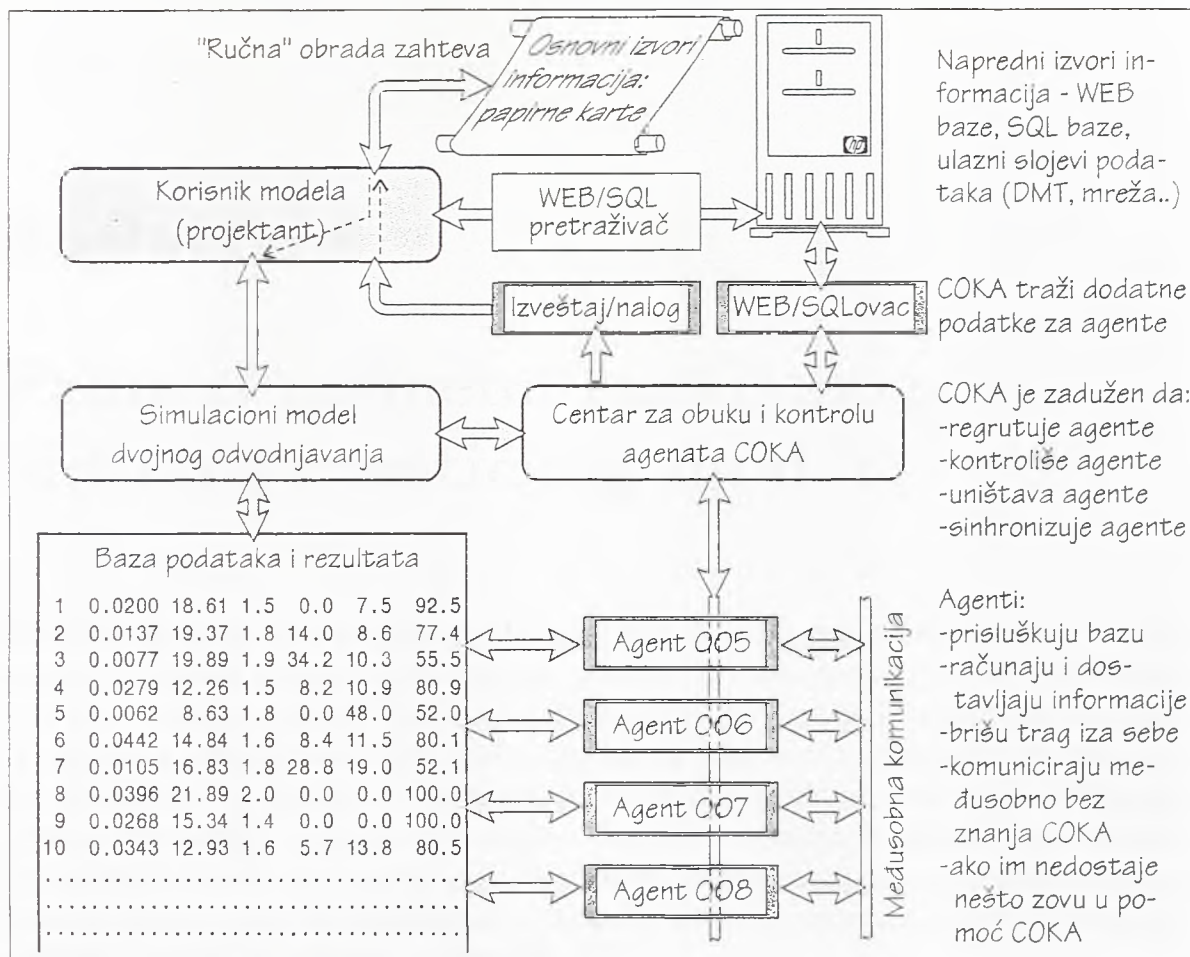 "Ručna" obrada zahteva
Osnovni izvori
informacija:
papirne karte
hp
Napredni izvori in-
formacija - WEB
baze, SQL baze,
ulazni slojevi poda-
taka (DMT, mreža..)
Korisnik modela
(projektant)
WEB/SQL
pretraživač
Izveštaj/nalog
WEB/SQLovac
COKA traži dodatne
podatke za agente
Simulacioni model
dvojnog odvodnjavanja
Centar za obuku i kontrolu
agenata COKA
COKA je zadužen da:
-regrutuje agente
-kontroliše agente
-uništava agente
-sinhronizuje agente
Baza podataka i rezultata
1 0.0200 18.61 1.5 0.0 7.5 92.5
2 0.0137 19.37 1.8 14.0 8.6 77.4
3 0.0077 19.89 1.9 34.2 10.3 55.5
4 0.0279 12.26 1.5 8.2 10.9 80.9
5 0.0062 8.63 1.8 0.0 48.0 52.0
6 0.0442 14.84 1.6 8.4 11.5 80.1
7 0.0105 16.83 1.8 28.8 19.0 52.1
8 0.0396 21.89 2.0 0.0 0.0 100.0
9 0.0268 15.34 1.4 0.0 0.0 100.0
10 0.0343 12.93 1.6 5.7 13.8 80.5
Agent 005
Agent 006
Agent 007
Agent 008
Međusobna komunikacija
Agenti:
-prisluškuju bazu
-računaju i dos-
tavljaju informacije
-brišu trag iza sebe
-komuniciraju me-
đusobno bez
znanja COKA
-ako im nedostaje
nešto zovu u po-
moć COKA